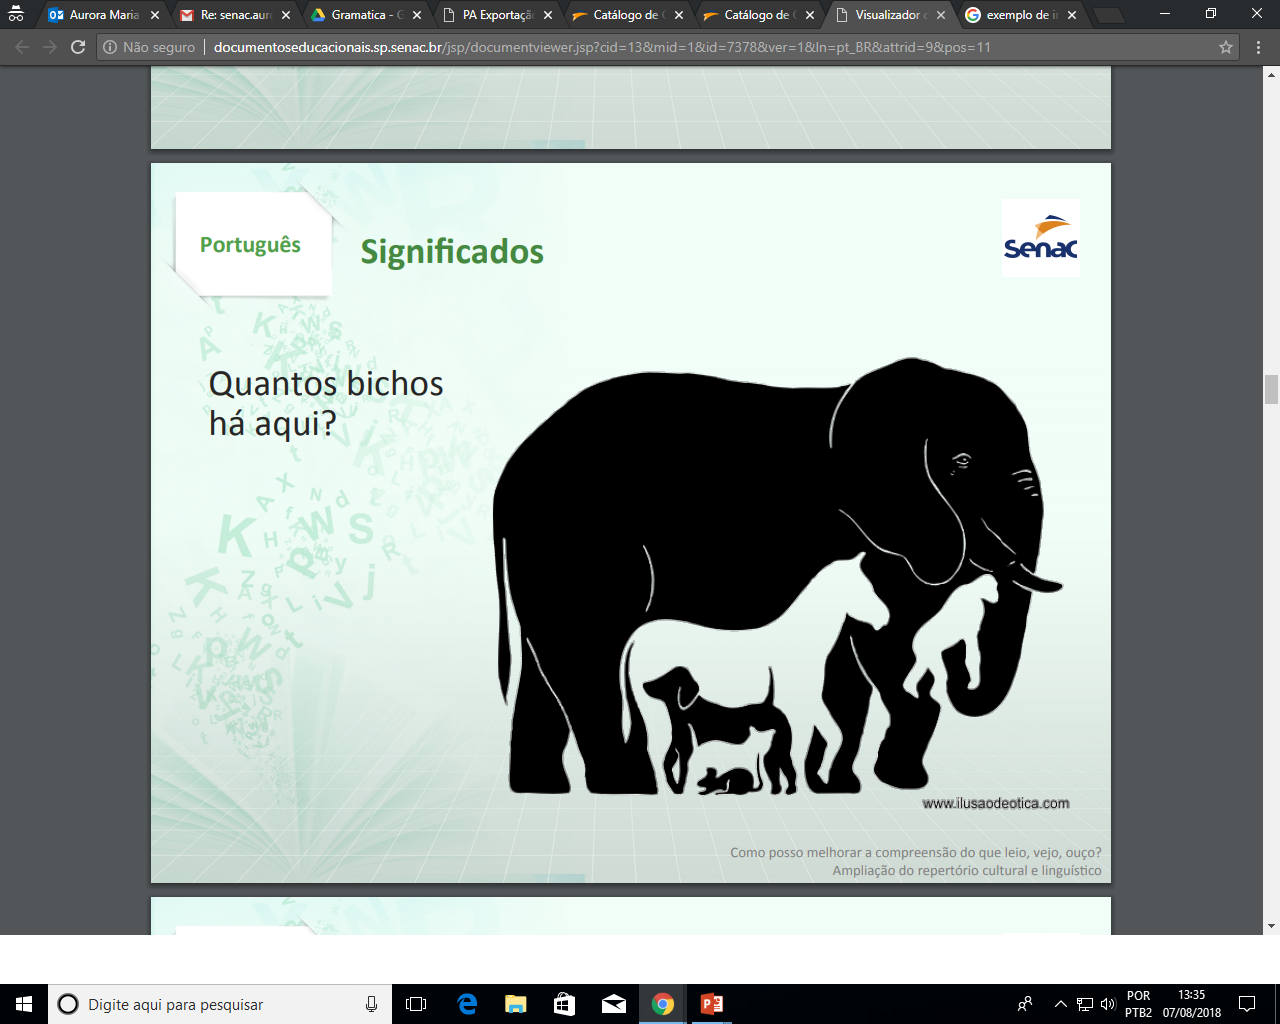 Aurora Maria
Re: senac.auro
Gramatica - G
PA Exportação
Catálogo de
Catálogo de
Visualizador
exemplo de i
Não seguro
documentoseducacionais.sp.senac.br/jsp/documentviewer.jsp?cid=13&mid=1&id=7378&ver=1&ln=pt_BR&attrid=9&pos=11
Português
Significados
senac
Quantos bichos
há aqui?
www.ilusaodeotica.com
Como posso melhorar a compreensão do que leio, vejo, ouço?
Ampliação do repertório cultural e linguístico
Digite aqui para pesquisar
POR
PTB2
13:35
07/08/2018